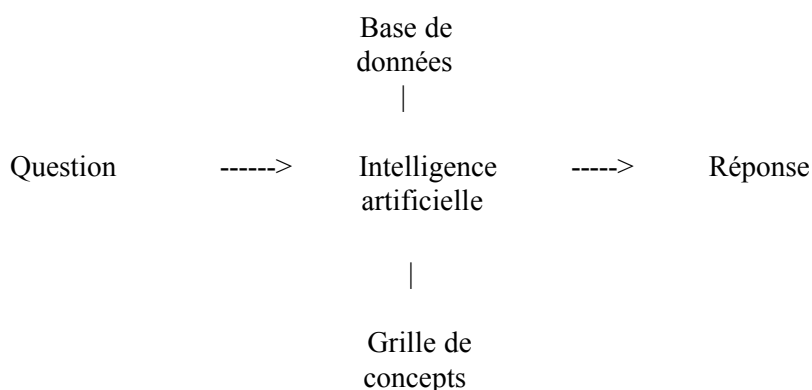 Base de
données
|
Question ------> Intelligence -----> Réponse
artificielle
|
Grille de
concepts